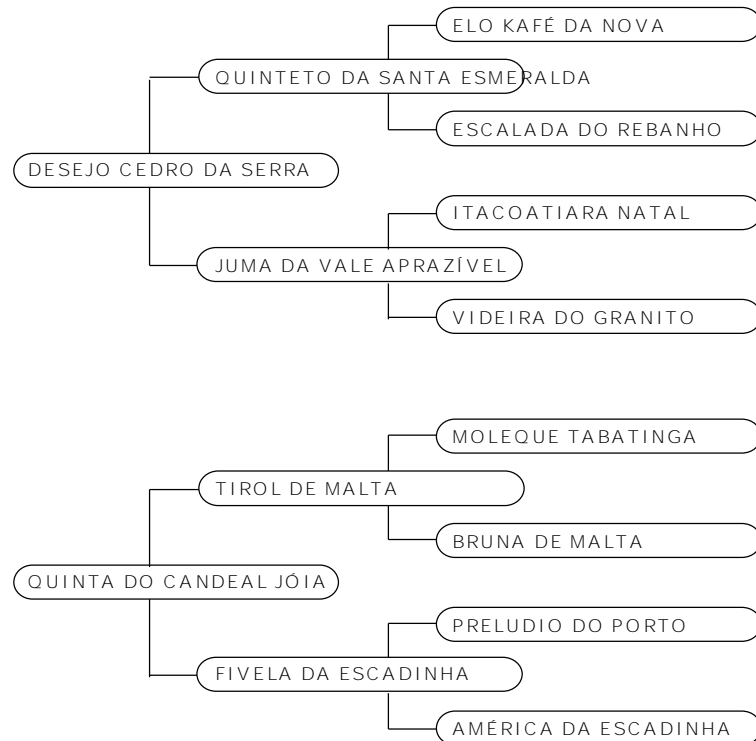 ELO KAFÉ DA NOVA
QUINTETO DA SANTA ESMERALDA
ESCALADA DO REBANHO
DESEJO CEDRO DA SERRA
ITACOATIARA NATAL
JUMA DA VALE APRAZÍVEL
VIDEIRA DO GRANITO
MOLEQUE TABATINGA
TIROL DE MALTA
BRUNA DE MALTA
QUINTA DO CANDEAL JÓIA
PRELUDIO DO PORTO
FIVELA DA ESCADINHA
AMÉRICA DA ESCADINHA